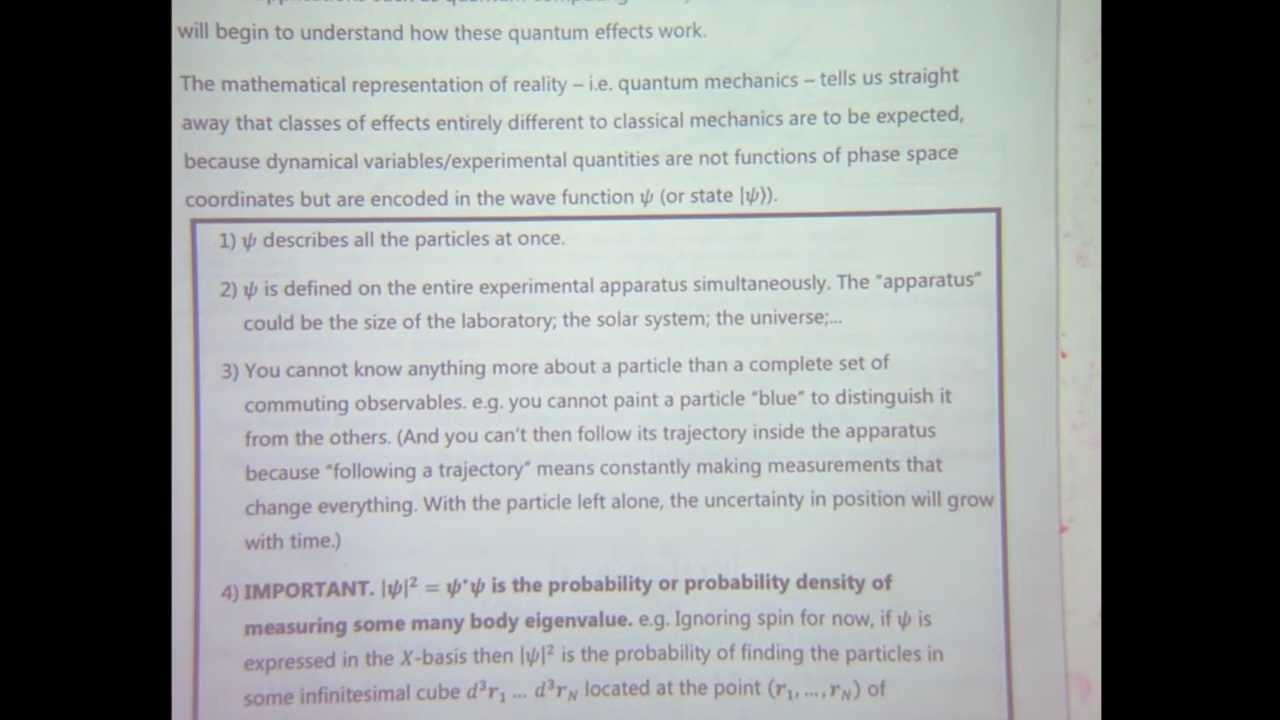 will begin to understand how these quantum effects work.
The mathematical representation of reality – i.e. quantum mechanics – tells us straight
away that classes of effects entirely different to classical mechanics are to be expected,
because dynamical variables/experimental quantities are not functions of phase space
coordinates but are encoded in the wave function ψ (or state |ψ⟩).
1) ψ describes all the particles at once.
2) ψ is defined on the entire experimental apparatus simultaneously. The "apparatus"
could be the size of the laboratory; the solar system; the universe;...
3) You cannot know anything more about a particle than a complete set of
commuting observables. e.g. you cannot paint a particle "blue" to distinguish it
from the others. (And you can't then follow its trajectory inside the apparatus
because "following a trajectory" means constantly making measurements that
change everything. With the particle left alone, the uncertainty in position will grow
with time.)
4) IMPORTANT. |ψ|² = ψ*ψ is the probability or probability density of
measuring some many body eigenvalue. e.g. Ignoring spin for now, if ψ is
expressed in the X-basis then |ψ|² is the probability of finding the particles in
some infinitesimal cube d³r₁ ... d³r_N located at the point (r₁, ..., r_N) of